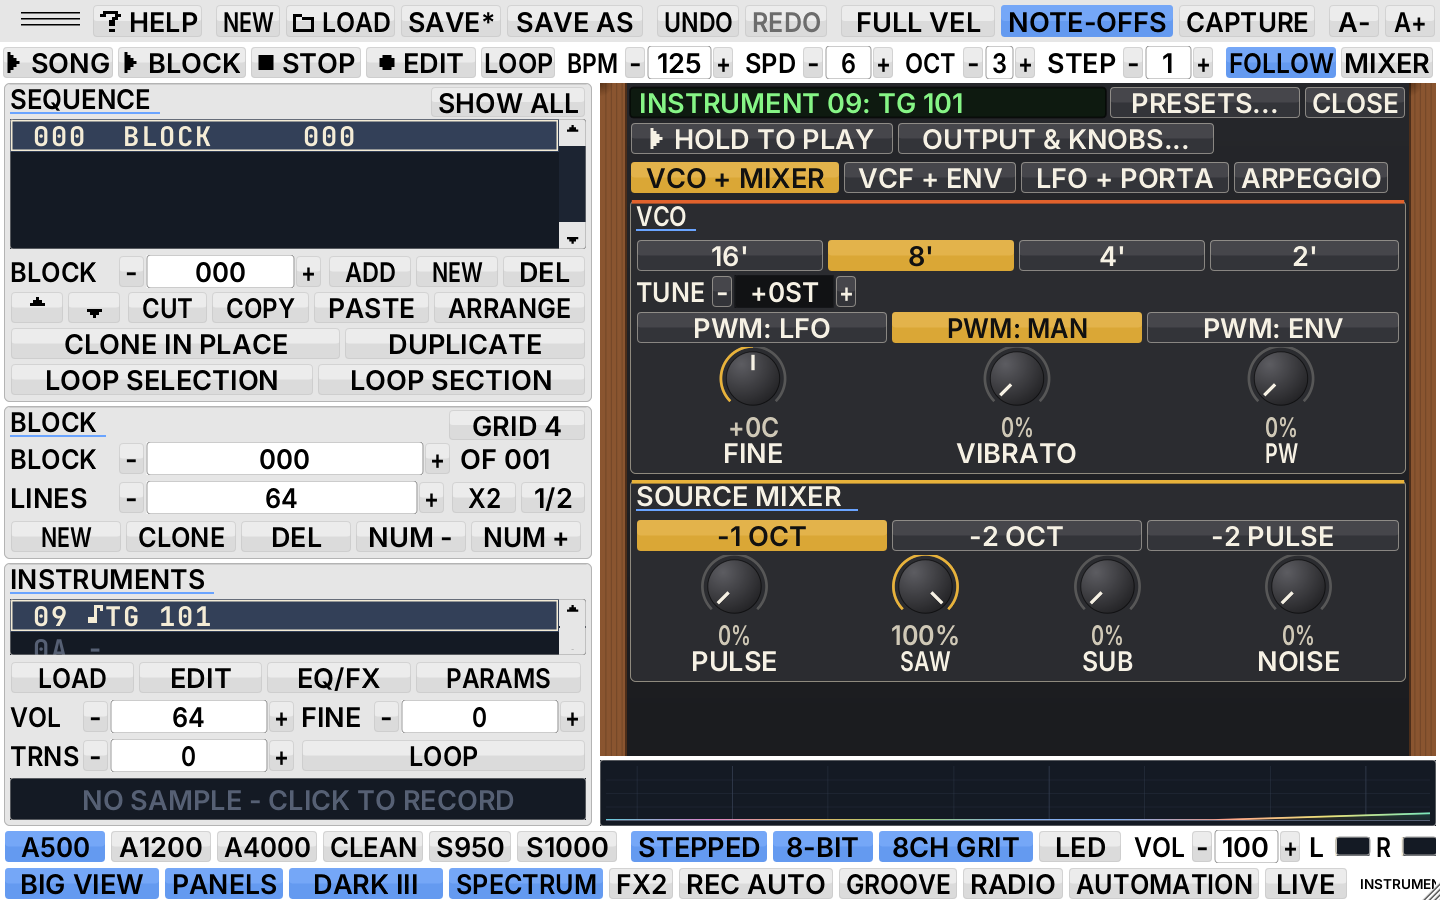 HELP NEW LOAD SAVE* SAVE AS UNDO REDO FULL VEL NOTE-OFFS CAPTURE A- A+
SONG BLOCK STOP EDIT LOOP BPM - 125 + SPD - 6 + OCT - 3 + STEP - 1 + FOLLOW MIXER
SEQUENCE SHOW ALL
000 BLOCK 000
BLOCK - 000 + ADD NEW DEL
CUT COPY PASTE ARRANGE
CLONE IN PLACE DUPLICATE
LOOP SELECTION LOOP SECTION
BLOCK GRID 4
BLOCK - 000 + OF 001
LINES - 64 + X2 1/2
NEW CLONE DEL NUM - NUM +
INSTRUMENTS
09 TG 101
0A -
LOAD EDIT EQ/FX PARAMS
VOL - 64 + FINE - 0 +
TRNS - 0 + LOOP
NO SAMPLE - CLICK TO RECORD
INSTRUMENT 09: TG 101 PRESETS... CLOSE
HOLD TO PLAY OUTPUT & KNOBS...
VCO + MIXER VCF + ENV LFO + PORTA ARPEGGIO
VCO
16' 8' 4' 2'
TUNE - +0ST +
PWM: LFO PWM: MAN PWM: ENV
+0C 0% 0%
FINE VIBRATO PW
SOURCE MIXER
-1 OCT -2 OCT -2 PULSE
0% 100% 0% 0%
PULSE SAW SUB NOISE
A500 A1200 A4000 CLEAN S950 S1000 STEPPED 8-BIT 8CH GRIT LED VOL - 100 + L R
BIG VIEW PANELS DARK III SPECTRUM FX2 REC AUTO GROOVE RADIO AUTOMATION LIVE